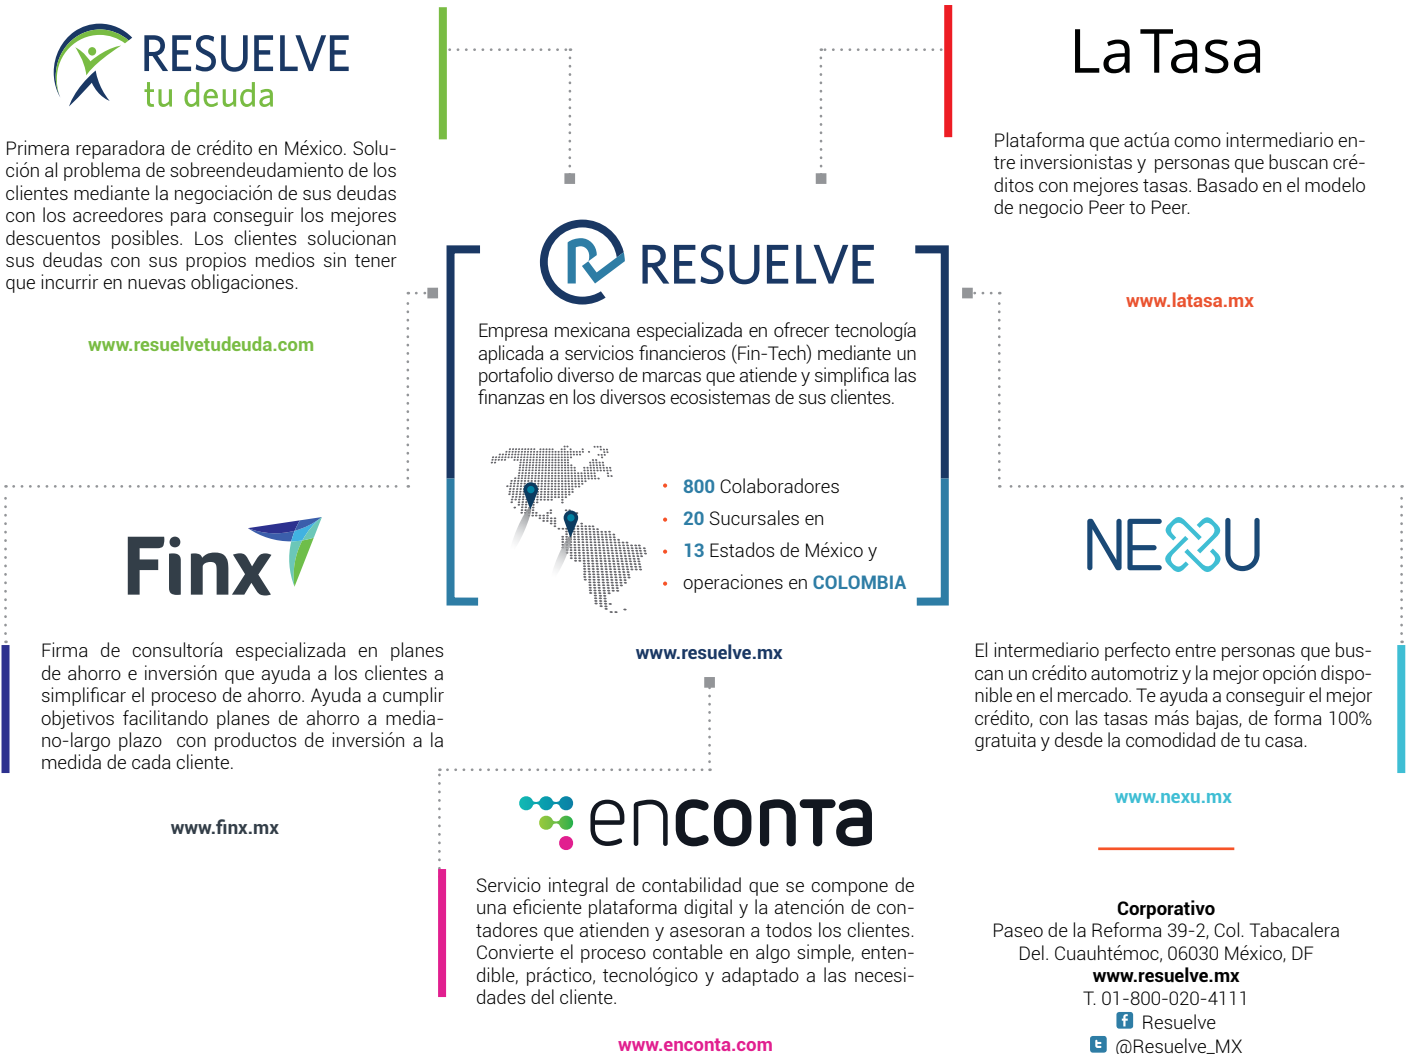 RESUELVE
tu deuda
Primera reparadora de crédito en México. Solu-
ción al problema de sobreendeudamiento de los
clientes mediante la negociación de sus deudas
con los acreedores para conseguir los mejores
descuentos posibles. Los clientes solucionan
sus deudas con sus propios medios sin tener
que incurrir en nuevas obligaciones.
www.resuelvetudeuda.com
La Tasa
Plataforma que actúa como intermediario en-
tre inversionistas y personas que buscan cré-
ditos con mejores tasas. Basado en el modelo
de negocio Peer to Peer.
www.latasa.mx
RESUELVE
Empresa mexicana especializada en ofrecer tecnología
aplicada a servicios financieros (Fin-Tech) mediante un
portafolio diverso de marcas que atiende y simplifica las
finanzas en los diversos ecosistemas de sus clientes.
• 800 Colaboradores
• 20 Sucursales en
• 13 Estados de México y
• operaciones en COLOMBIA
www.resuelve.mx
Finx
Firma de consultoría especializada en planes
de ahorro e inversión que ayuda a los clientes a
simplificar el proceso de ahorro. Ayuda a cumplir
objetivos facilitando planes de ahorro a media-
no-largo plazo con productos de inversión a la
medida de cada cliente.
www.finx.mx
NEXU
El intermediario perfecto entre personas que bus-
can un crédito automotriz y la mejor opción dispo-
nible en el mercado. Te ayuda a conseguir el mejor
crédito, con las tasas más bajas, de forma 100%
gratuita y desde la comodidad de tu casa.
www.nexu.mx
enconta
Servicio integral de contabilidad que se compone de
una eficiente plataforma digital y la atención de con-
tadores que atienden y asesoran a todos los clientes.
Convierte el proceso contable en algo simple, enten-
dible, práctico, tecnológico y adaptado a las necesi-
dades del cliente.
www.enconta.com
Corporativo
Paseo de la Reforma 39-2, Col. Tabacalera
Del. Cuauhtémoc, 06030 México, DF
www.resuelve.mx
T. 01-800-020-4111
Resuelve
@Resuelve_MX